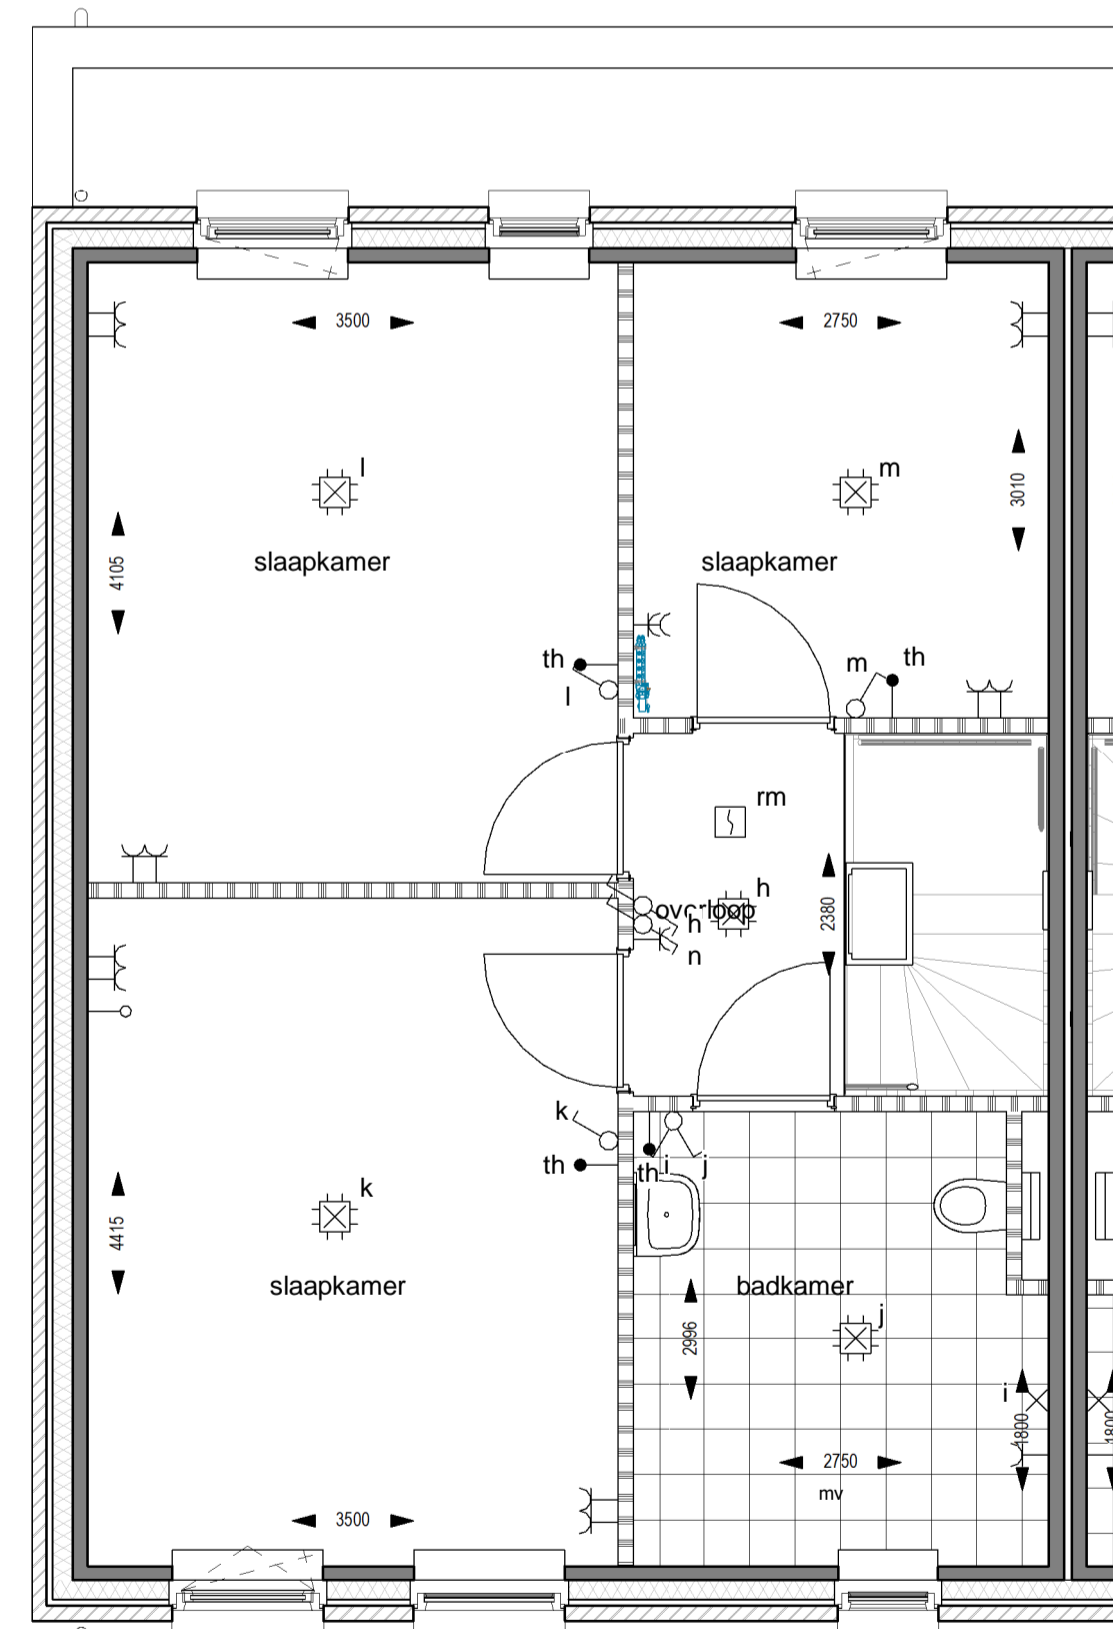 3500
2750
l
m
3010
4105
slaapkamer
slaapkamer
th
l
m
th
rm
h
overloop
h
2380
n
k
th
th
i
j
k
4415
slaapkamer
badkamer
j
2996
i
1800
1800
2750
mv
3500